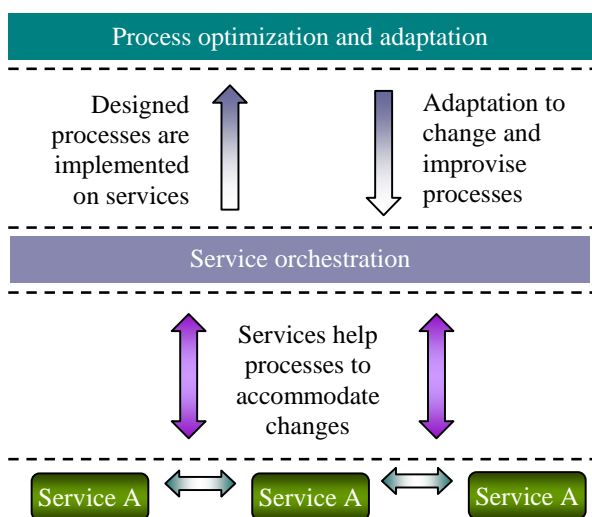 Process optimization and adaptation
Designed
processes are
implemented
on services
Adaptation to
change and
improvise
processes
Service orchestration
Services help
processes to
accommodate
changes
Service A
Service A
Service A